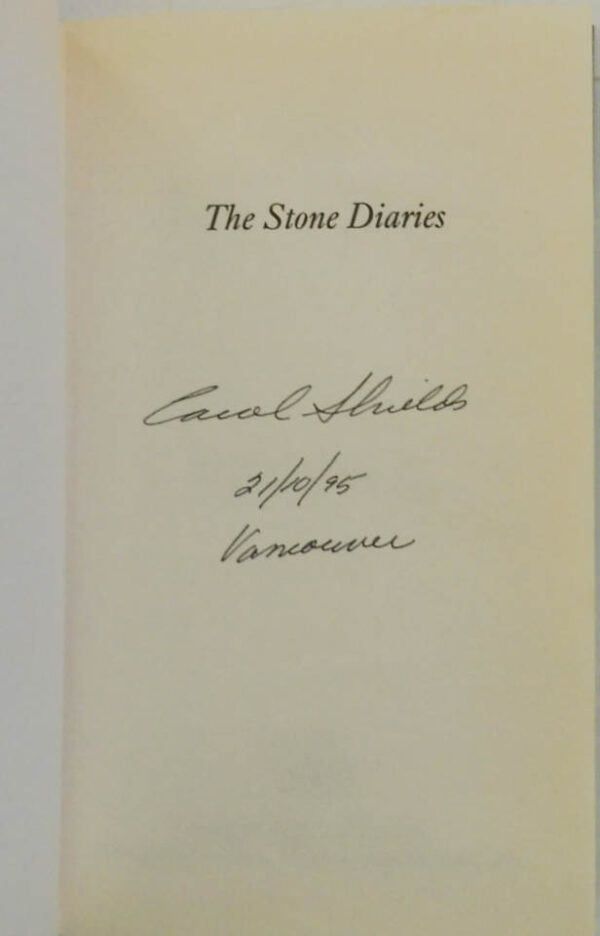 The Stone Diaries
Carol Shields
21/10/95
Vancouver